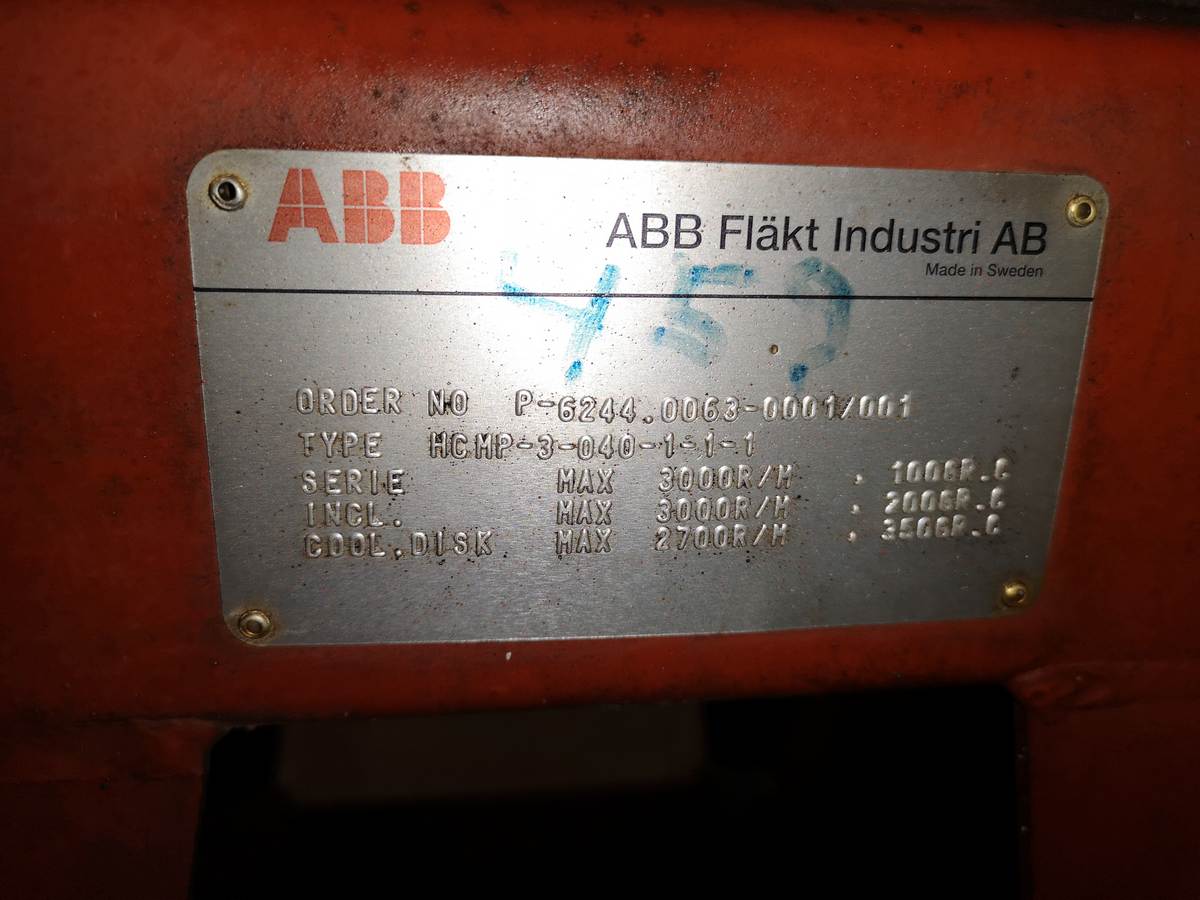 ABB
ABB Fläkt Industri AB
Made in Sweden
ORDER NO P-6244.0063-0001/001
TYPE HCMP-3-040-1-1-1
SERIE MAX 3000R/M , 100GR.C
INCL. MAX 3000R/M , 200GR.C
COOL.DISK MAX 2700R/M , 350GR.C